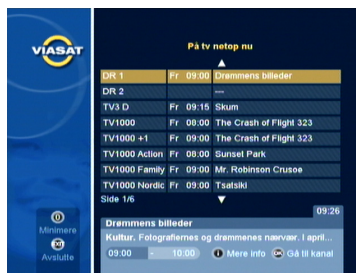 VIASAT
På tv netop nu
DR 1 Fr 09:00 Drømmens billeder
DR 2 ---
TV3 D Fr 09:15 Skum
TV1000 Fr 08:00 The Crash of Flight 323
TV1000 +1 Fr 09:00 The Crash of Flight 323
TV1000 Action Fr 08:00 Sunset Park
TV1000 Family Fr 09:00 Mr. Robinson Crusoe
TV1000 Nordic Fr 09:00 Tsatsiki
Side 1/6
09:26
Minimere
Avslutte
Drømmens billeder
Kultur. Fotografiernes og drømmenes nærvær. I april...
09:00 - 10:00 i Mere info OK Gå til kanal